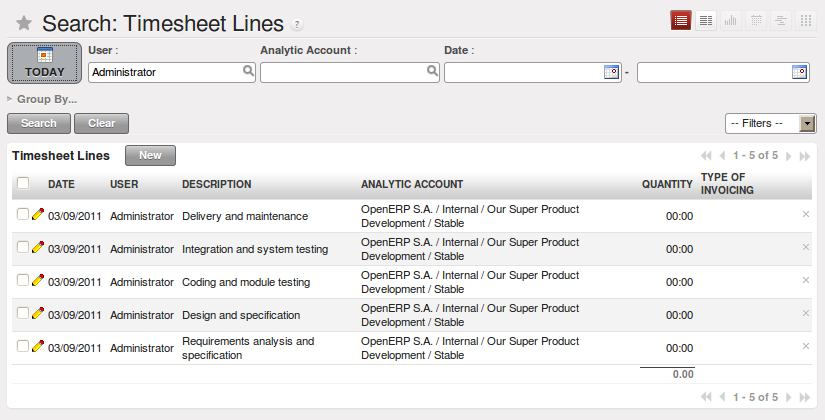 Search: Timesheet Lines ?
User : Analytic Account : Date :
TODAY Administrator -
Group By...
Search Clear -- Filters --
Timesheet Lines New 1 - 5 of 5
DATE USER DESCRIPTION ANALYTIC ACCOUNT QUANTITY TYPE OF
INVOICING
03/09/2011 Administrator Delivery and maintenance OpenERP S.A. / Internal / Our Super Product
Development / Stable 00:00
03/09/2011 Administrator Integration and system testing OpenERP S.A. / Internal / Our Super Product
Development / Stable 00:00
03/09/2011 Administrator Coding and module testing OpenERP S.A. / Internal / Our Super Product
Development / Stable 00:00
03/09/2011 Administrator Design and specification OpenERP S.A. / Internal / Our Super Product
Development / Stable 00:00
03/09/2011 Administrator Requirements analysis and OpenERP S.A. / Internal / Our Super Product
specification Development / Stable 00:00
0.00
1 - 5 of 5